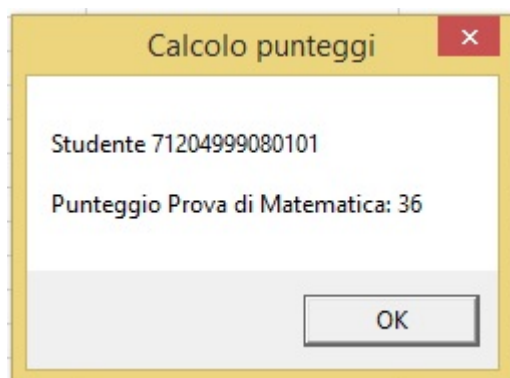 Calcolo punteggi
Studente 71204999080101
Punteggio Prova di Matematica: 36
OK